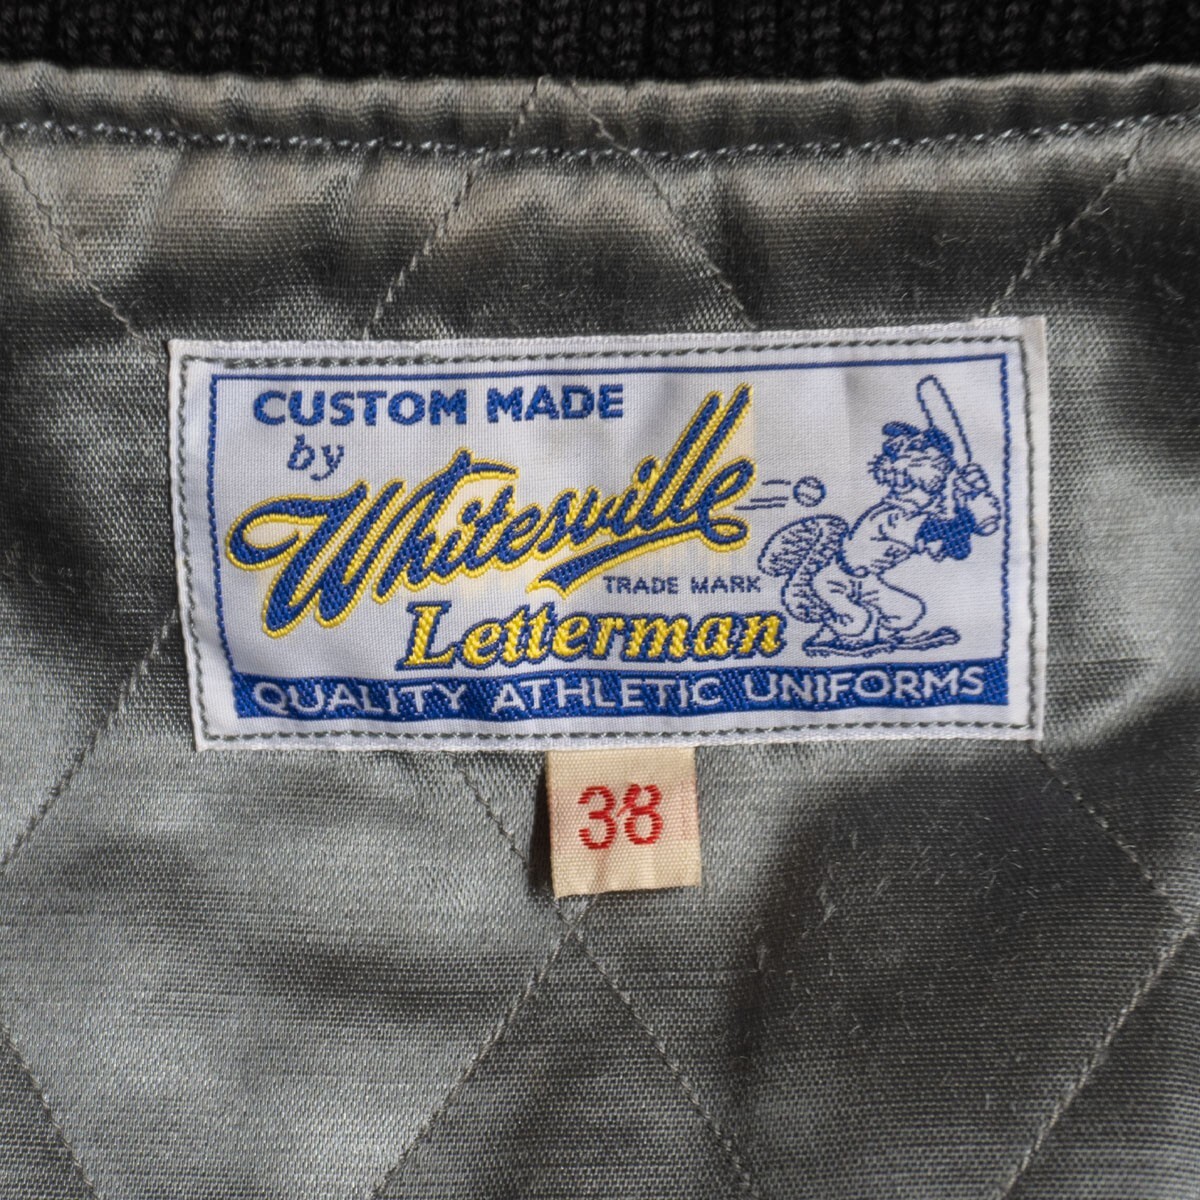 CUSTOM MADE
by
Whitesville
TRADE MARK
Letterman
QUALITY ATHLETIC UNIFORMS
38